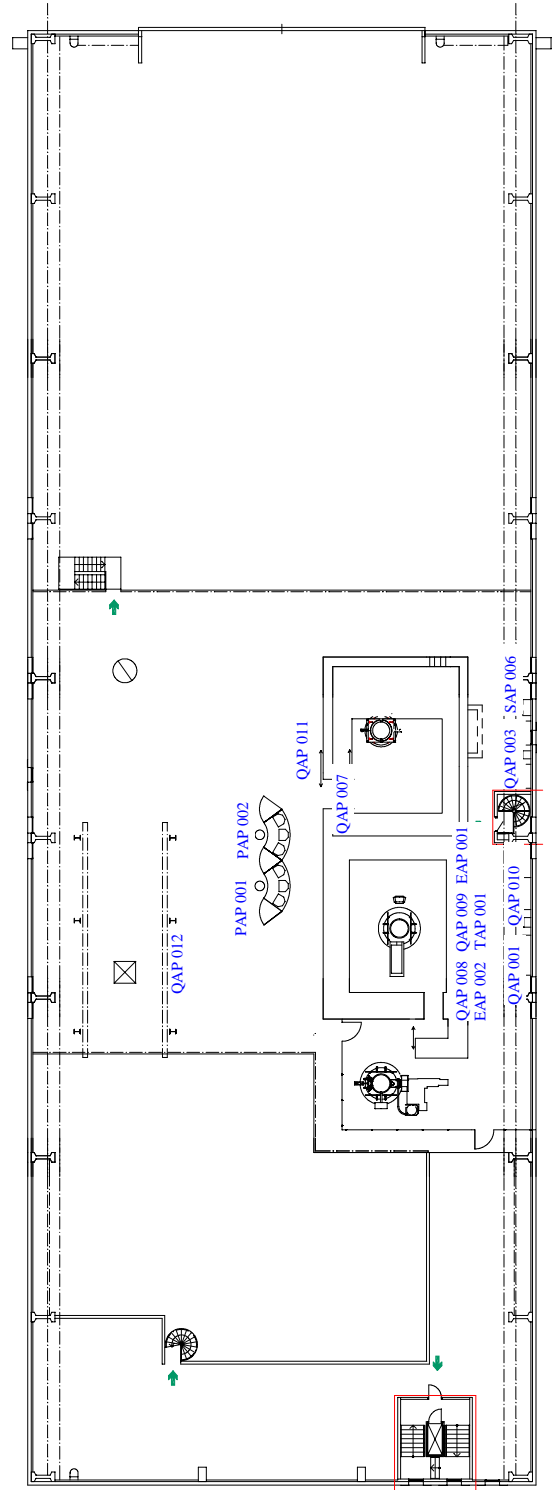 SAP 006
QAP 003
QAP 011
QAP 007
PAP 002
EAP 001
PAP 001
QAP 009
TAP 001
QAP 010
QAP 012
QAP 008
EAP 002
QAP 001